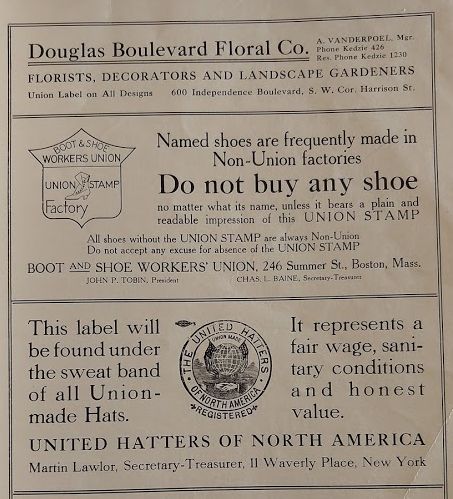 Douglas Boulevard Floral Co.
A. VANDERPOEL, Mgr.
Phone Kedzie 426
Res. Phone Kedzie 1230
FLORISTS, DECORATORS AND LANDSCAPE GARDENERS
Union Label on All Designs 600 Independence Boulevard, S. W. Cor. Harrison St.
BOOT & SHOE
WORKERS UNION
UNION STAMP
Factory
Named shoes are frequently made in
Non-Union factories
Do not buy any shoe
no matter what its name, unless it bears a plain and
readable impression of this UNION STAMP
All shoes without the UNION STAMP are always Non-Union
Do not accept any excuse for absence of the UNION STAMP
BOOT AND SHOE WORKERS' UNION, 246 Summer St., Boston, Mass.
JOHN F. TOBIN, President CHAS. L. BAINE, Secretary-Treasurer
This label will
be found under
the sweat band
of all Union-
made Hats.
THE UNITED HATTERS
OF NORTH AMERICA
UNION MADE
REGISTERED
It represents a
fair wage, sani-
tary conditions
and honest
value.
UNITED HATTERS OF NORTH AMERICA
Martin Lawlor, Secretary-Treasurer, 11 Waverly Place, New York